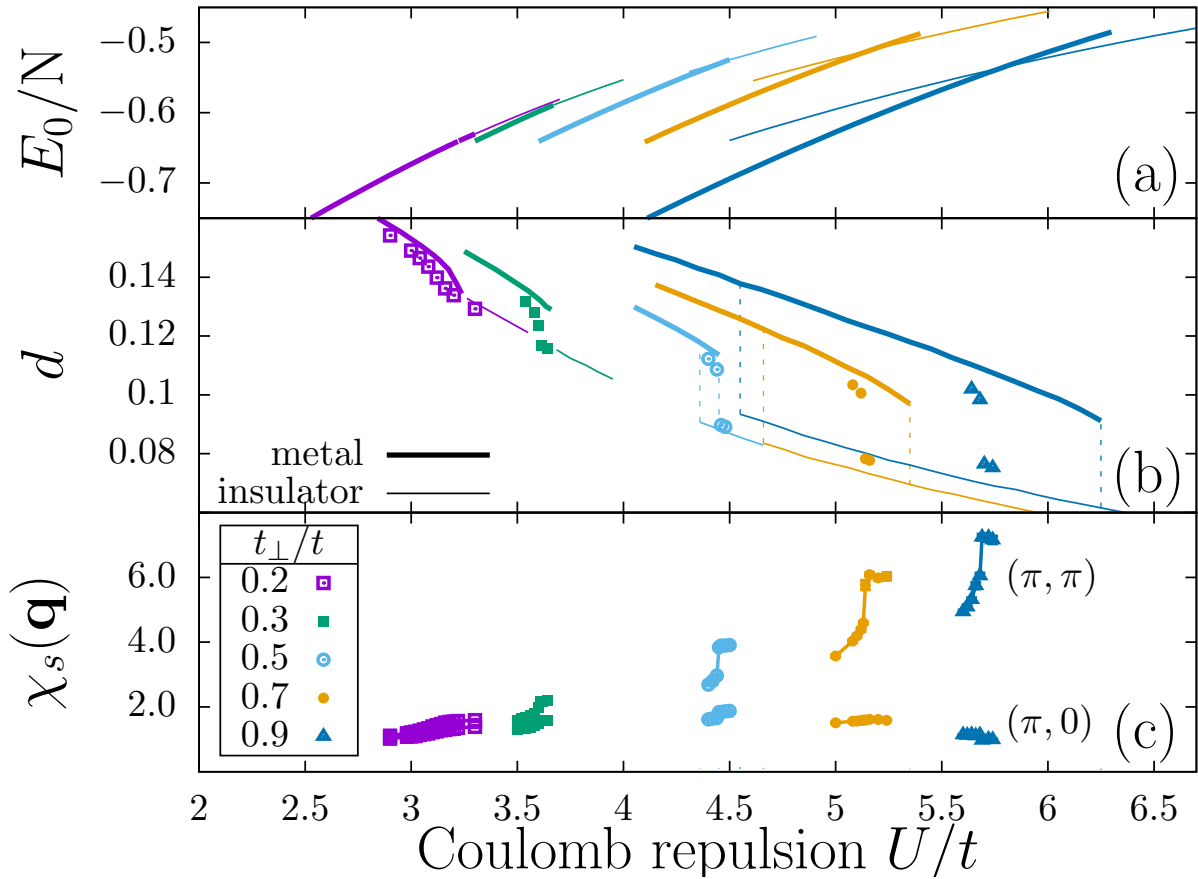 E₀/N
−0.5
−0.6
−0.7
(a)
d
0.14
0.12
0.1
0.08
metal
insulator
(b)
χₛ(q)
6.0
4.0
2.0
t⊥/t
0.2
0.3
0.5
0.7
0.9
(π, π)
(π, 0)
(c)
2 2.5 3 3.5 4 4.5 5 5.5 6 6.5
Coulomb repulsion U/t